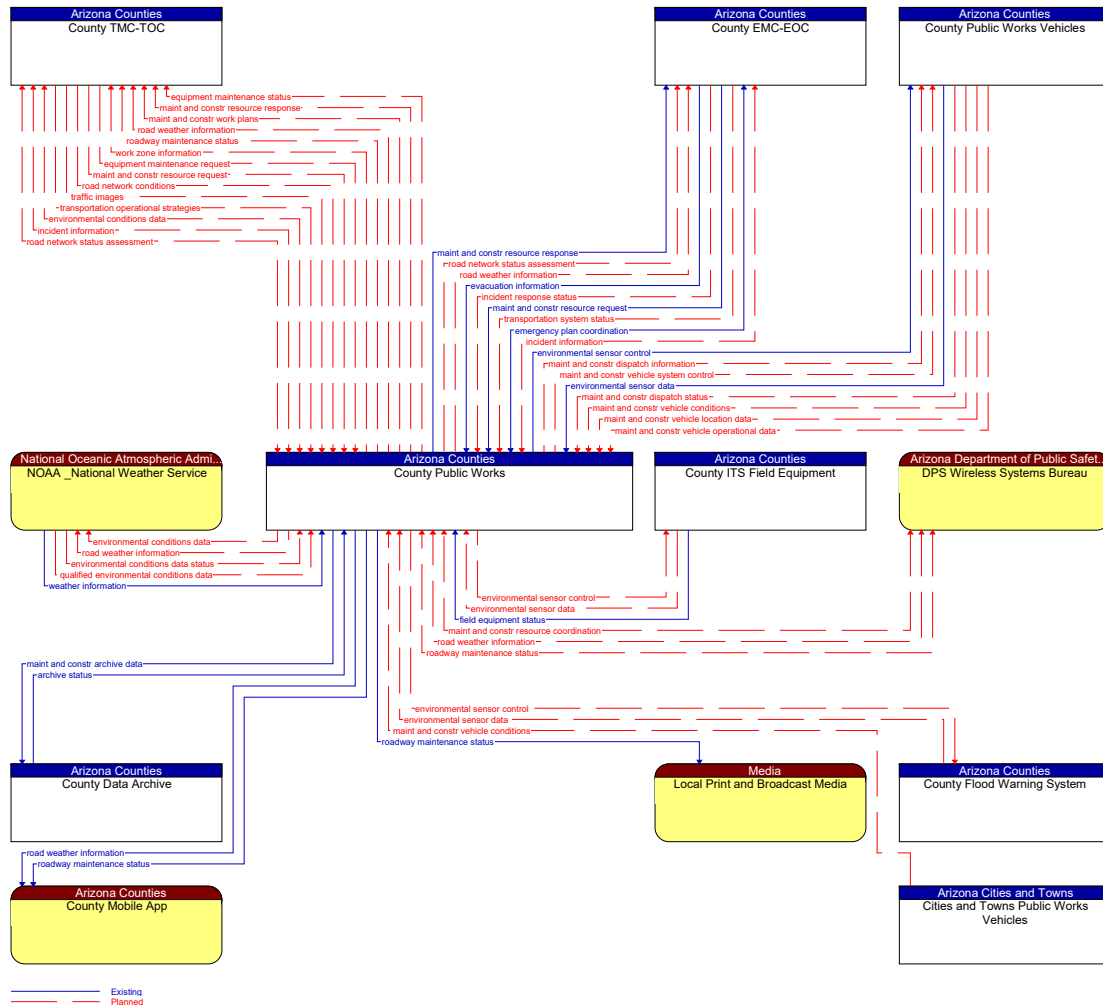 Arizona Counties
County TMC-TOC
Arizona Counties
County EMC-EOC
Arizona Counties
County Public Works Vehicles
equipment maintenance status
maint and constr resource response
maint and constr work plans
road weather information
roadway maintenance status
work zone information
equipment maintenance request
maint and constr resource request
road network conditions
traffic images
transportation operational strategies
environmental conditions data
incident information
road network status assessment
maint and constr resource response
road network status assessment
road weather information
evacuation information
incident response status
maint and constr resource request
transportation system status
emergency plan coordination
incident information
environmental sensor control
maint and constr dispatch information
maint and constr vehicle system control
environmental sensor data
maint and constr dispatch status
maint and constr vehicle conditions
maint and constr vehicle location data
maint and constr vehicle operational data
National Oceanic Atmospheric Admi...
NOAA _National Weather Service
Arizona Counties
County Public Works
Arizona Counties
County ITS Field Equipment
Arizona Department of Public Safet...
DPS Wireless Systems Bureau
environmental conditions data
road weather information
environmental conditions data status
qualified environmental conditions data
weather information
environmental sensor control
environmental sensor data
field equipment status
maint and constr resource coordination
road weather information
roadway maintenance status
maint and constr archive data
archive status
environmental sensor control
environmental sensor data
maint and constr vehicle conditions
roadway maintenance status
Arizona Counties
County Data Archive
Media
Local Print and Broadcast Media
Arizona Counties
County Flood Warning System
road weather information
roadway maintenance status
Arizona Counties
County Mobile App
Arizona Cities and Towns
Cities and Towns Public Works
Vehicles
Existing
Planned